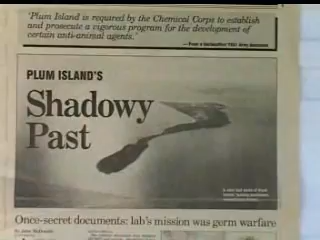 'Plum Island is required by the Chemical Corps to establish
and prosecute a vigorous program for the development of
certain anti-animal agents.'
PLUM ISLAND'S
Shadowy
Past
Once-secret documents: lab's mission was germ warfare